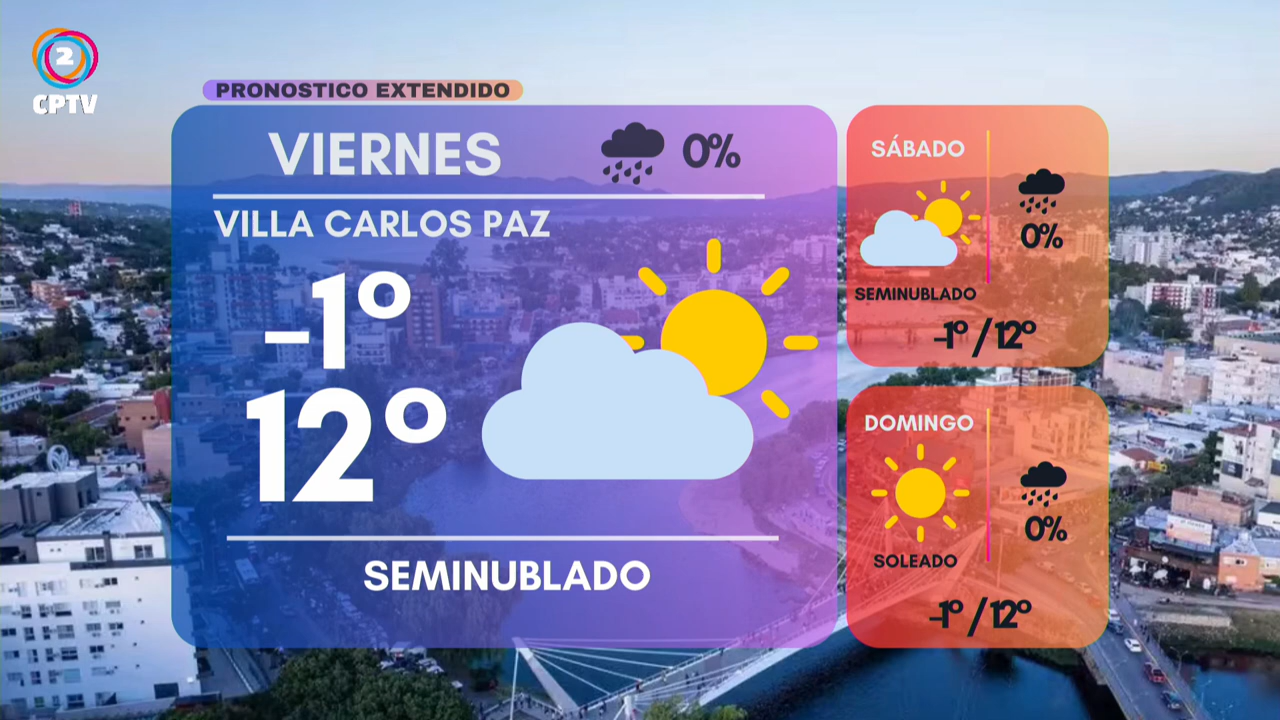 2
CPTV
PRONOSTICO EXTENDIDO
VIERNES
0%
VILLA CARLOS PAZ
-1º
12º
SEMINUBLADO
SÁBADO
0%
SEMINUBLADO
-1º / 12º
DOMINGO
0%
SOLEADO
-1º / 12º